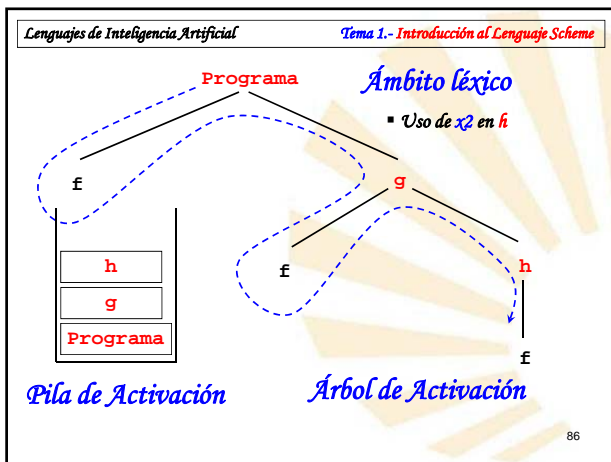 Lenguajes de Inteligencia Artificial Tema 1.- Introducción al Lenguaje Scheme
Programa
Ámbito léxico
▪ Uso de x2 en h
f
g
h
f
h
g
Programa
f
Pila de Activación
Árbol de Activación
86